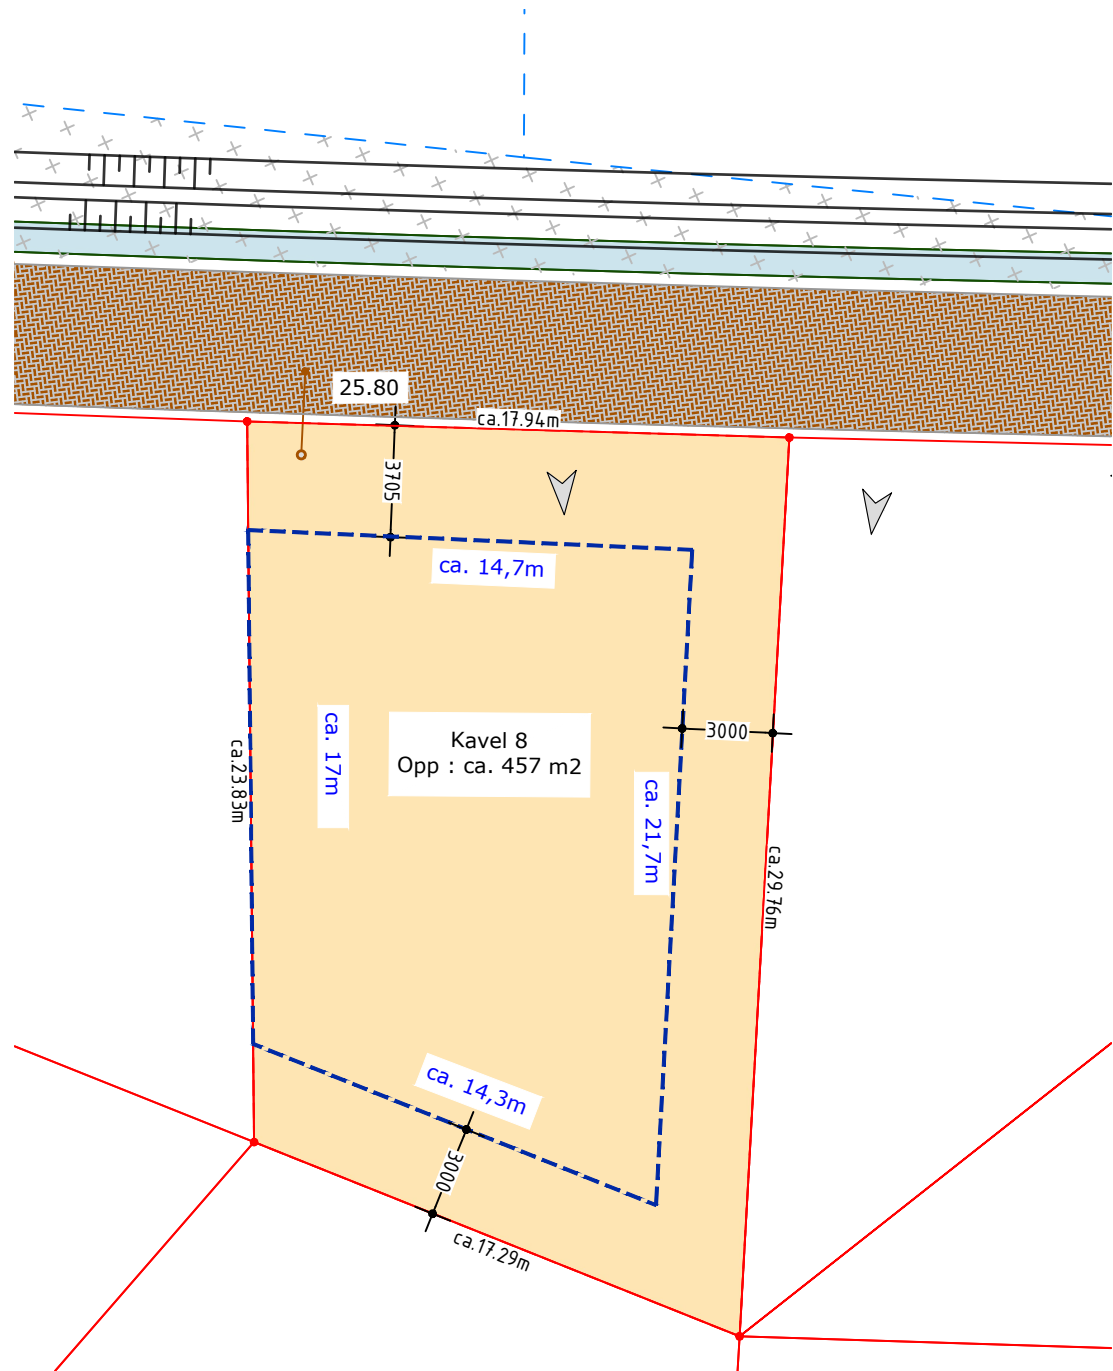 25.80
ca.17.94m
3705
ca. 14,7m
ca. 17m
Kavel 8
Opp : ca. 457 m2
3000
ca.23.83m
ca. 21,7m
ca.29.76m
ca. 14,3m
3000
ca.17.29m